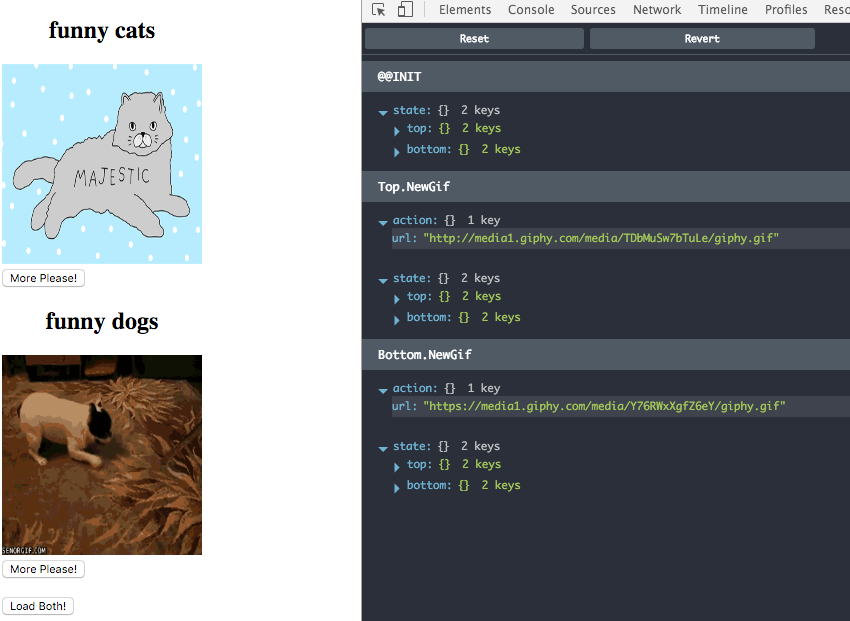 funny cats
MAJESTIC
More Please!
funny dogs
SENORGIF.COM
More Please!
Load Both!
Elements Console Sources Network Timeline Profiles Reso
Reset Revert
@@INIT
state: {} 2 keys
top: {} 2 keys
bottom: {} 2 keys
Top.NewGif
action: {} 1 key
url: "http://media1.giphy.com/media/TDbMuSw7bTuLe/giphy.gif"
state: {} 2 keys
top: {} 2 keys
bottom: {} 2 keys
Bottom.NewGif
action: {} 1 key
url: "https://media1.giphy.com/media/Y76RWxXgfZ6eY/giphy.gif"
state: {} 2 keys
top: {} 2 keys
bottom: {} 2 keys